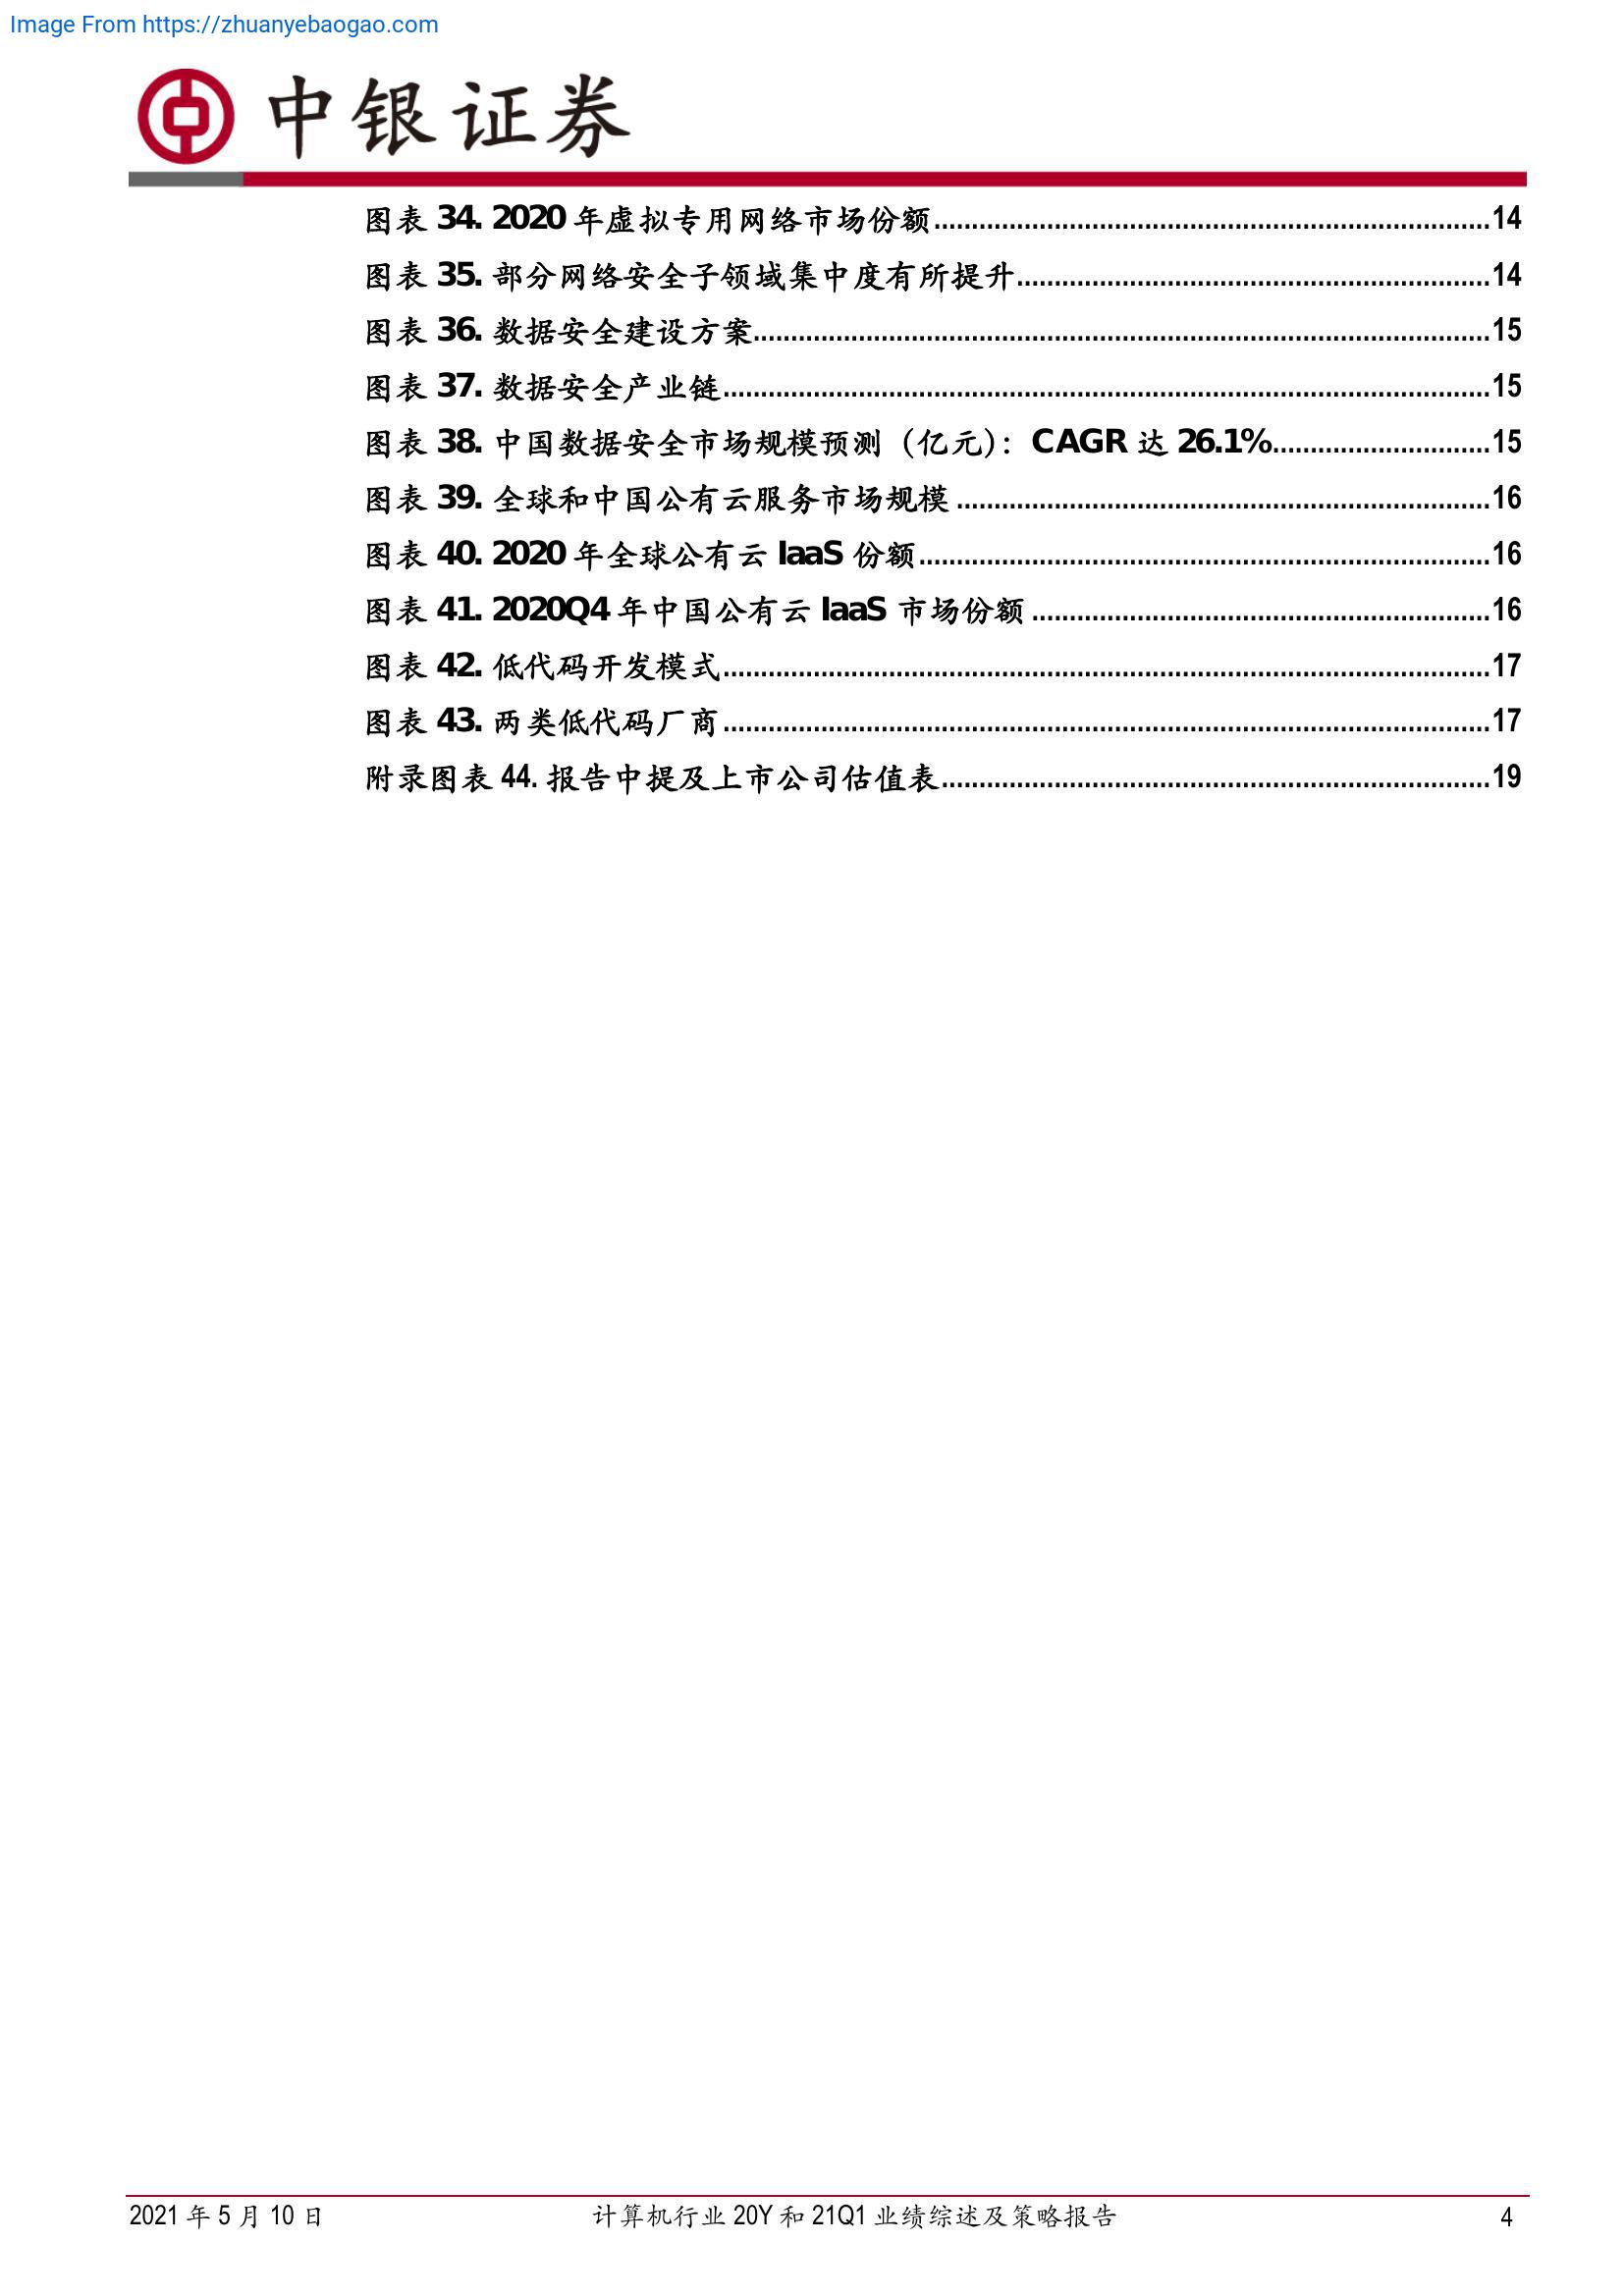 Image From https://zhuanyebaogao.com
中银证券
图表 34. 2020 年虚拟专用网络市场份额..........14
图表 35. 部分网络安全子领域集中度有所提升..........14
图表 36. 数据安全建设方案..........15
图表 37. 数据安全产业链..........15
图表 38. 中国数据安全市场规模预测（亿元）：CAGR 达 26.1%..........15
图表 39. 全球和中国公有云服务市场规模..........16
图表 40. 2020 年全球公有云 IaaS 份额..........16
图表 41. 2020Q4 年中国公有云 IaaS 市场份额..........16
图表 42. 低代码开发模式..........17
图表 43. 两类低代码厂商..........17
附录图表 44. 报告中提及上市公司估值表..........19
2021 年 5 月 10 日 计算机行业 20Y 和 21Q1 业绩综述及策略报告 4